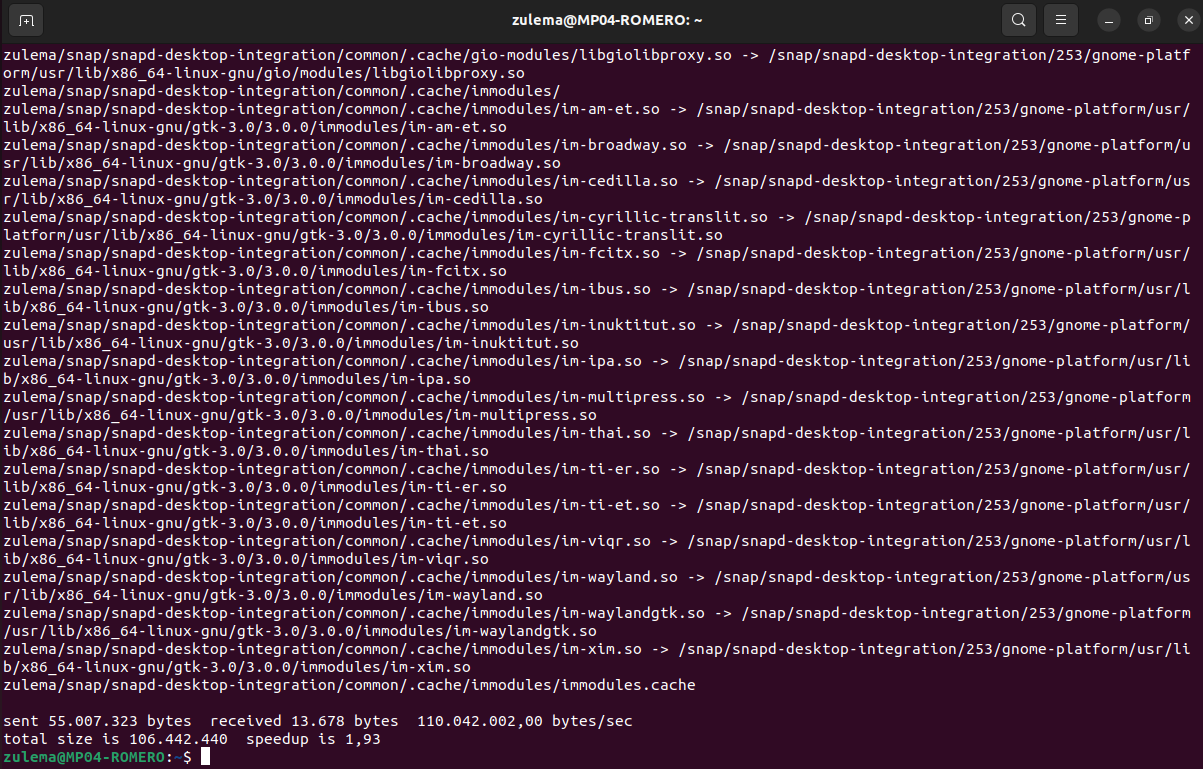 zulema@MP04-ROMERO: ~
zulema/snap/snapd-desktop-integration/common/.cache/gio-modules/libgiolibproxy.so -> /snap/snapd-desktop-integration/253/gnome-platf
orm/usr/lib/x86_64-linux-gnu/gio/modules/libgiolibproxy.so
zulema/snap/snapd-desktop-integration/common/.cache/immodules/
zulema/snap/snapd-desktop-integration/common/.cache/immodules/im-am-et.so -> /snap/snapd-desktop-integration/253/gnome-platform/usr/
lib/x86_64-linux-gnu/gtk-3.0/3.0.0/immodules/im-am-et.so
zulema/snap/snapd-desktop-integration/common/.cache/immodules/im-broadway.so -> /snap/snapd-desktop-integration/253/gnome-platform/u
sr/lib/x86_64-linux-gnu/gtk-3.0/3.0.0/immodules/im-broadway.so
zulema/snap/snapd-desktop-integration/common/.cache/immodules/im-cedilla.so -> /snap/snapd-desktop-integration/253/gnome-platform/us
r/lib/x86_64-linux-gnu/gtk-3.0/3.0.0/immodules/im-cedilla.so
zulema/snap/snapd-desktop-integration/common/.cache/immodules/im-cyrillic-translit.so -> /snap/snapd-desktop-integration/253/gnome-p
latform/usr/lib/x86_64-linux-gnu/gtk-3.0/3.0.0/immodules/im-cyrillic-translit.so
zulema/snap/snapd-desktop-integration/common/.cache/immodules/im-fcitx.so -> /snap/snapd-desktop-integration/253/gnome-platform/usr/
lib/x86_64-linux-gnu/gtk-3.0/3.0.0/immodules/im-fcitx.so
zulema/snap/snapd-desktop-integration/common/.cache/immodules/im-ibus.so -> /snap/snapd-desktop-integration/253/gnome-platform/usr/l
ib/x86_64-linux-gnu/gtk-3.0/3.0.0/immodules/im-ibus.so
zulema/snap/snapd-desktop-integration/common/.cache/immodules/im-inuktitut.so -> /snap/snapd-desktop-integration/253/gnome-platform/
usr/lib/x86_64-linux-gnu/gtk-3.0/3.0.0/immodules/im-inuktitut.so
zulema/snap/snapd-desktop-integration/common/.cache/immodules/im-ipa.so -> /snap/snapd-desktop-integration/253/gnome-platform/usr/li
b/x86_64-linux-gnu/gtk-3.0/3.0.0/immodules/im-ipa.so
zulema/snap/snapd-desktop-integration/common/.cache/immodules/im-multipress.so -> /snap/snapd-desktop-integration/253/gnome-platform
/usr/lib/x86_64-linux-gnu/gtk-3.0/3.0.0/immodules/im-multipress.so
zulema/snap/snapd-desktop-integration/common/.cache/immodules/im-thai.so -> /snap/snapd-desktop-integration/253/gnome-platform/usr/l
ib/x86_64-linux-gnu/gtk-3.0/3.0.0/immodules/im-thai.so
zulema/snap/snapd-desktop-integration/common/.cache/immodules/im-ti-er.so -> /snap/snapd-desktop-integration/253/gnome-platform/usr/
lib/x86_64-linux-gnu/gtk-3.0/3.0.0/immodules/im-ti-er.so
zulema/snap/snapd-desktop-integration/common/.cache/immodules/im-ti-et.so -> /snap/snapd-desktop-integration/253/gnome-platform/usr/
lib/x86_64-linux-gnu/gtk-3.0/3.0.0/immodules/im-ti-et.so
zulema/snap/snapd-desktop-integration/common/.cache/immodules/im-viqr.so -> /snap/snapd-desktop-integration/253/gnome-platform/usr/l
ib/x86_64-linux-gnu/gtk-3.0/3.0.0/immodules/im-viqr.so
zulema/snap/snapd-desktop-integration/common/.cache/immodules/im-wayland.so -> /snap/snapd-desktop-integration/253/gnome-platform/us
r/lib/x86_64-linux-gnu/gtk-3.0/3.0.0/immodules/im-wayland.so
zulema/snap/snapd-desktop-integration/common/.cache/immodules/im-waylandgtk.so -> /snap/snapd-desktop-integration/253/gnome-platform
/usr/lib/x86_64-linux-gnu/gtk-3.0/3.0.0/immodules/im-waylandgtk.so
zulema/snap/snapd-desktop-integration/common/.cache/immodules/im-xim.so -> /snap/snapd-desktop-integration/253/gnome-platform/usr/li
b/x86_64-linux-gnu/gtk-3.0/3.0.0/immodules/im-xim.so
zulema/snap/snapd-desktop-integration/common/.cache/immodules/immodules.cache

sent 55.007.323 bytes  received 13.678 bytes  110.042.002,00 bytes/sec
total size is 106.442.440  speedup is 1,93
zulema@MP04-ROMERO:~$